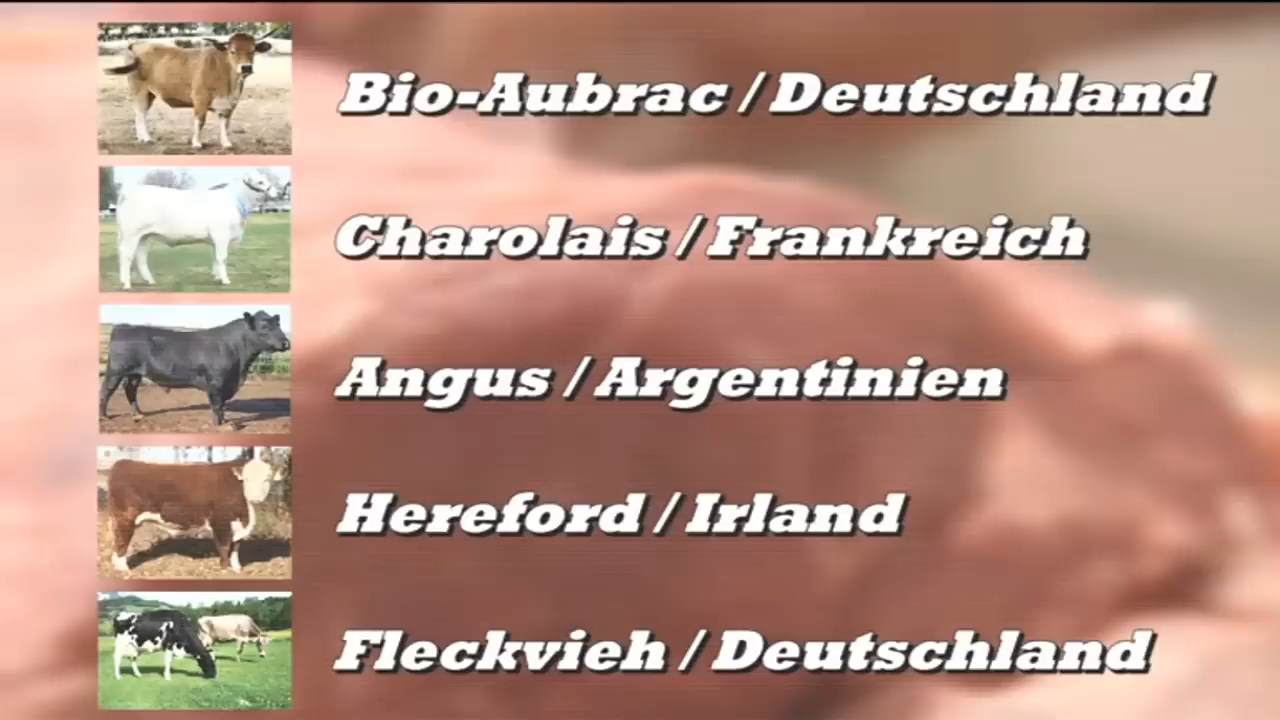 Bio-Aubrac / Deutschland
Charolais / Frankreich
Angus / Argentinien
Hereford / Irland
Fleckvieh / Deutschland